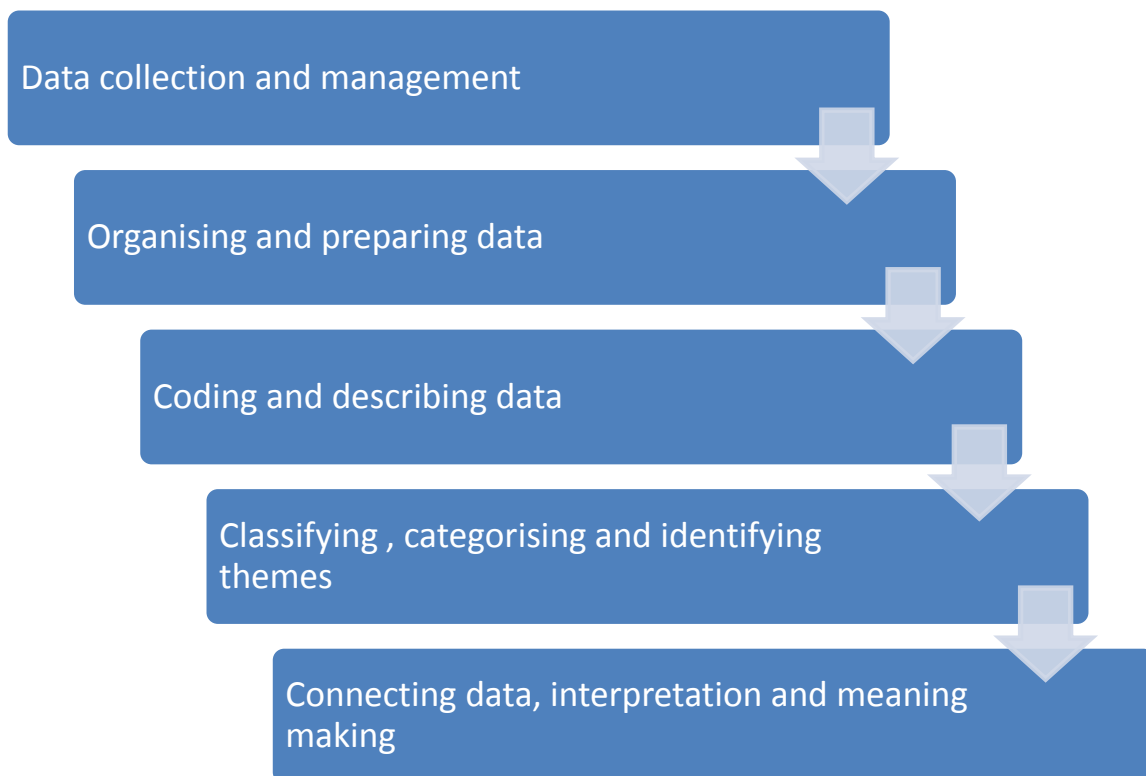 Data collection and management
Organising and preparing data
Coding and describing data
Classifying , categorising and identifying
themes
Connecting data, interpretation and meaning
making